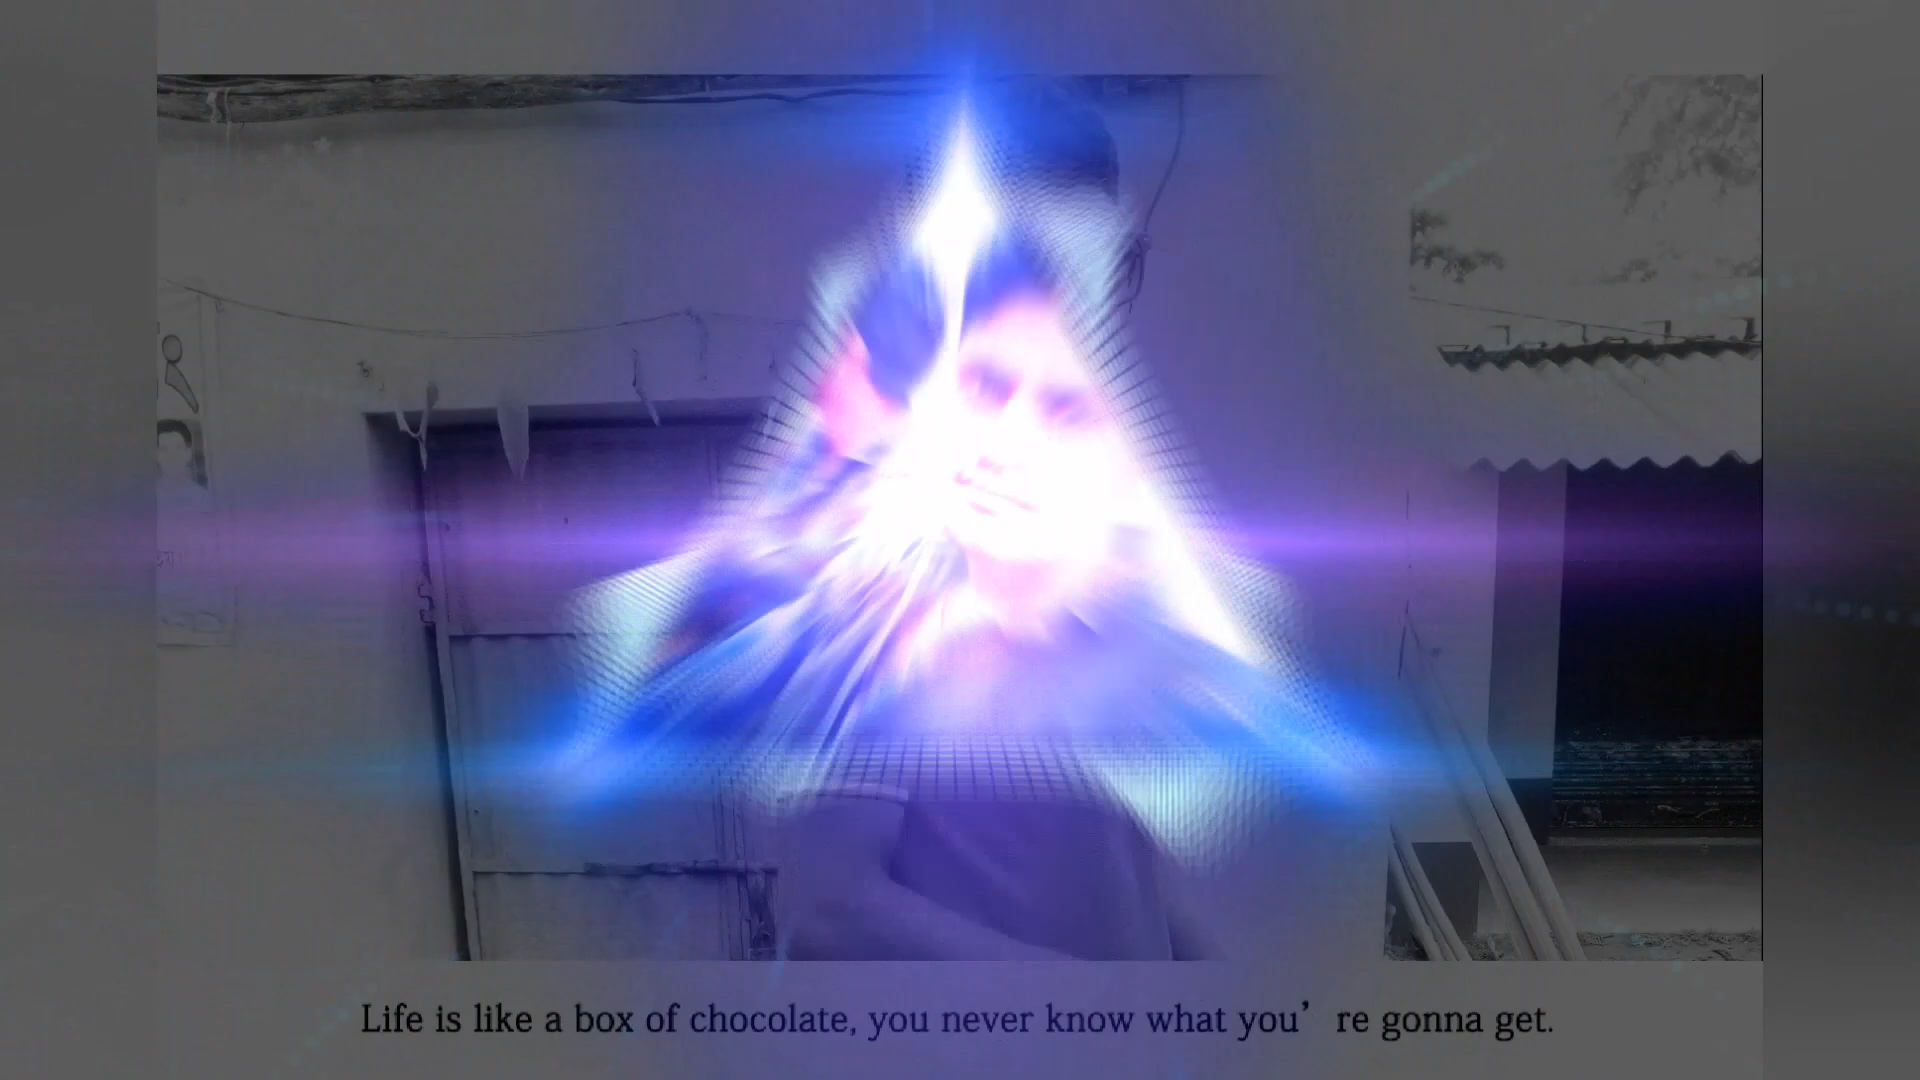 Life is like a box of chocolate, you never know what you’ re gonna get.